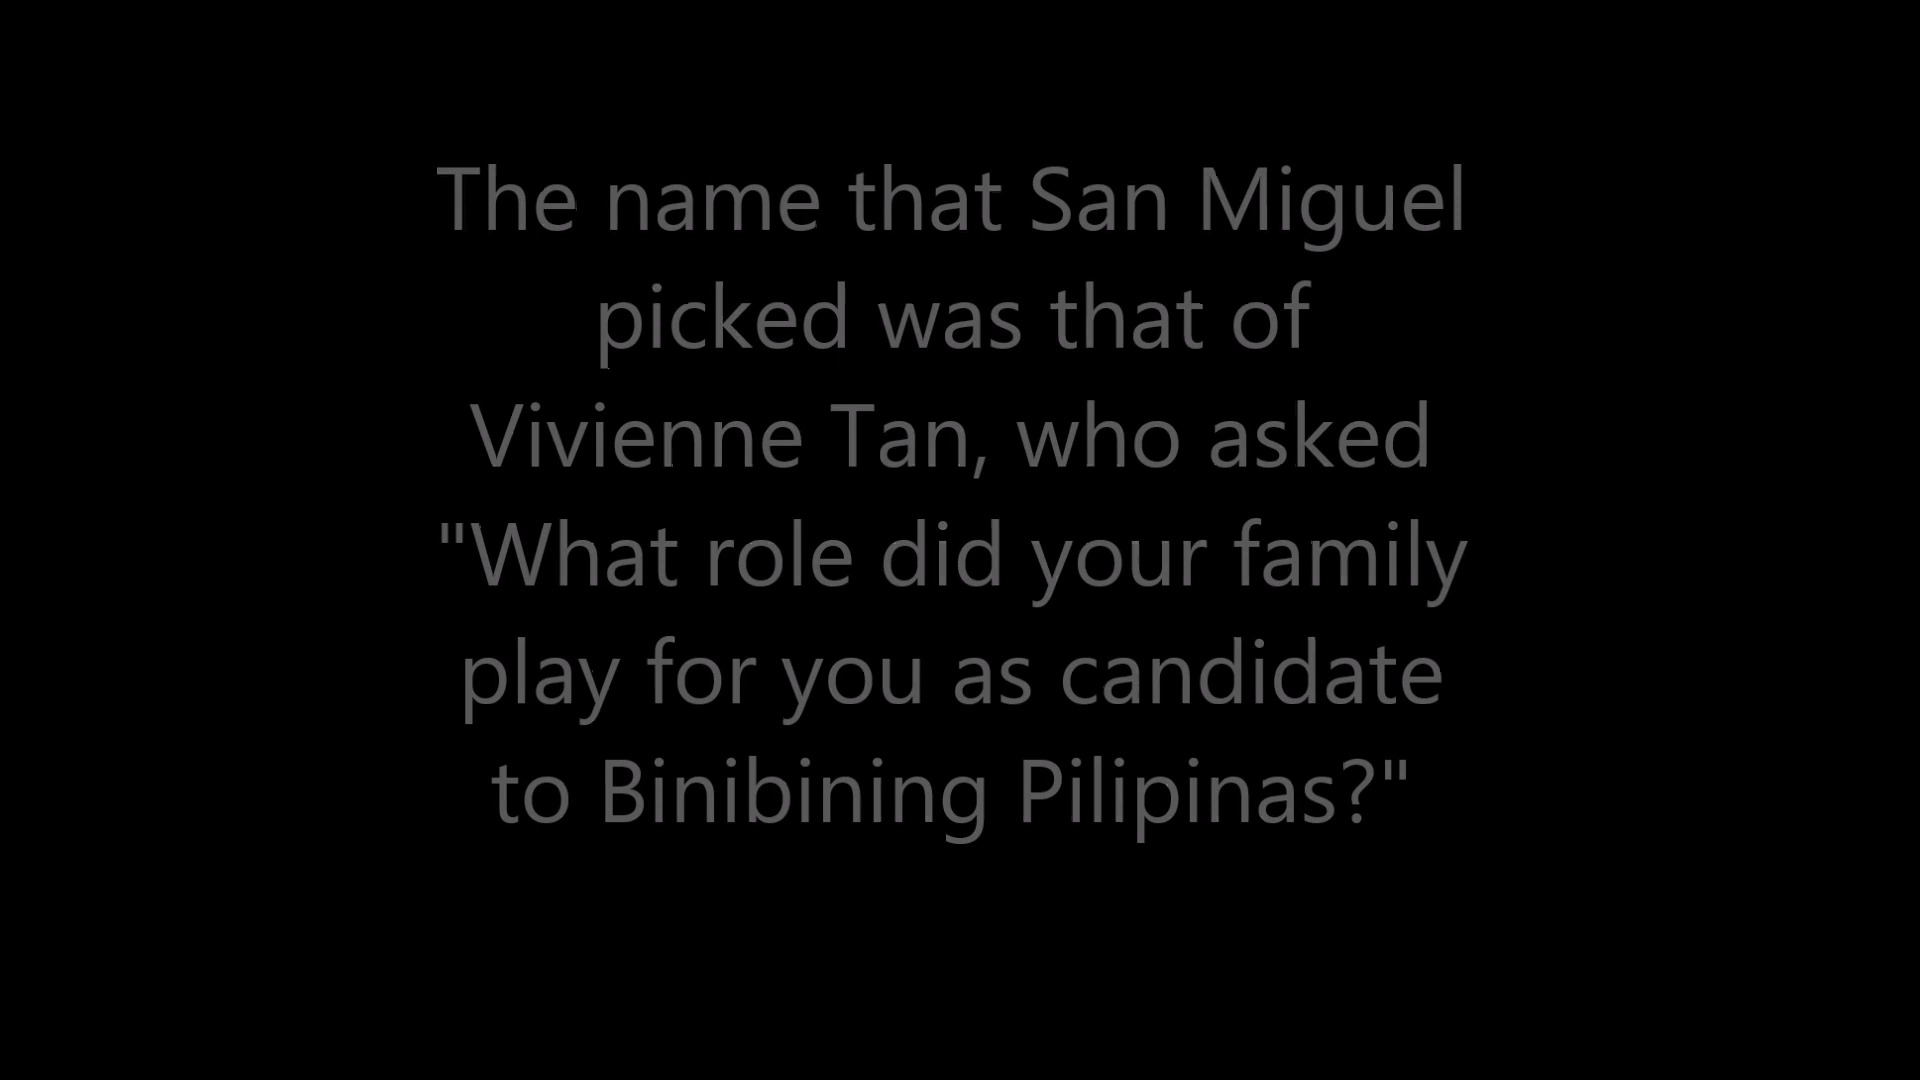 The name that San Miguel
picked was that of
Vivienne Tan, who asked
"What role did your family
play for you as candidate
to Binibining Pilipinas?"